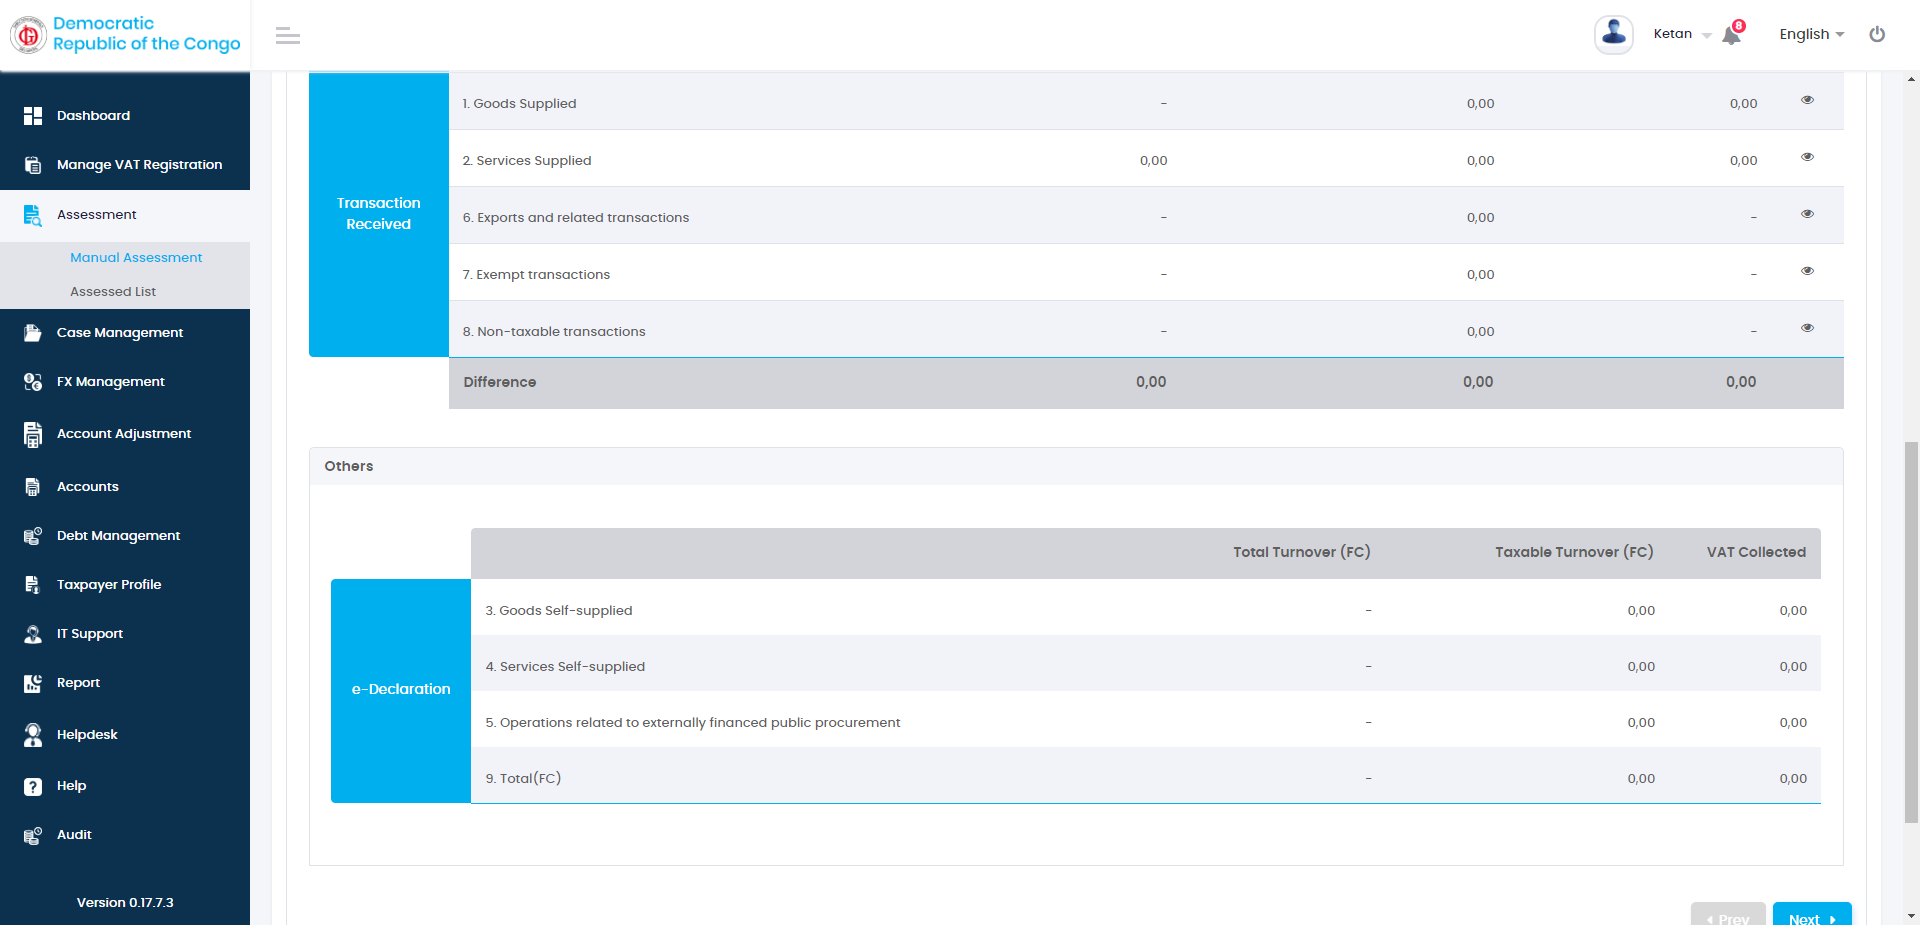 Democratic
Republic of the Congo
Ketan
8
English
Dashboard
Manage VAT Registration
Assessment
Manual Assessment
Assessed List
Case Management
FX Management
Account Adjustment
Accounts
Debt Management
Taxpayer Profile
IT Support
Report
Helpdesk
Help
Audit
Version 0.17.7.3
Transaction
Received
1. Goods Supplied - 0,00 0,00
2. Services Supplied 0,00 0,00 0,00
6. Exports and related transactions - 0,00 -
7. Exempt transactions - 0,00 -
8. Non-taxable transactions - 0,00 -
Difference 0,00 0,00 0,00
Others
Total Turnover (FC) Taxable Turnover (FC) VAT Collected
e-Declaration
3. Goods Self-supplied - 0,00 0,00
4. Services Self-supplied - 0,00 0,00
5. Operations related to externally financed public procurement - 0,00 0,00
9. Total(FC) - 0,00 0,00
Prev Next